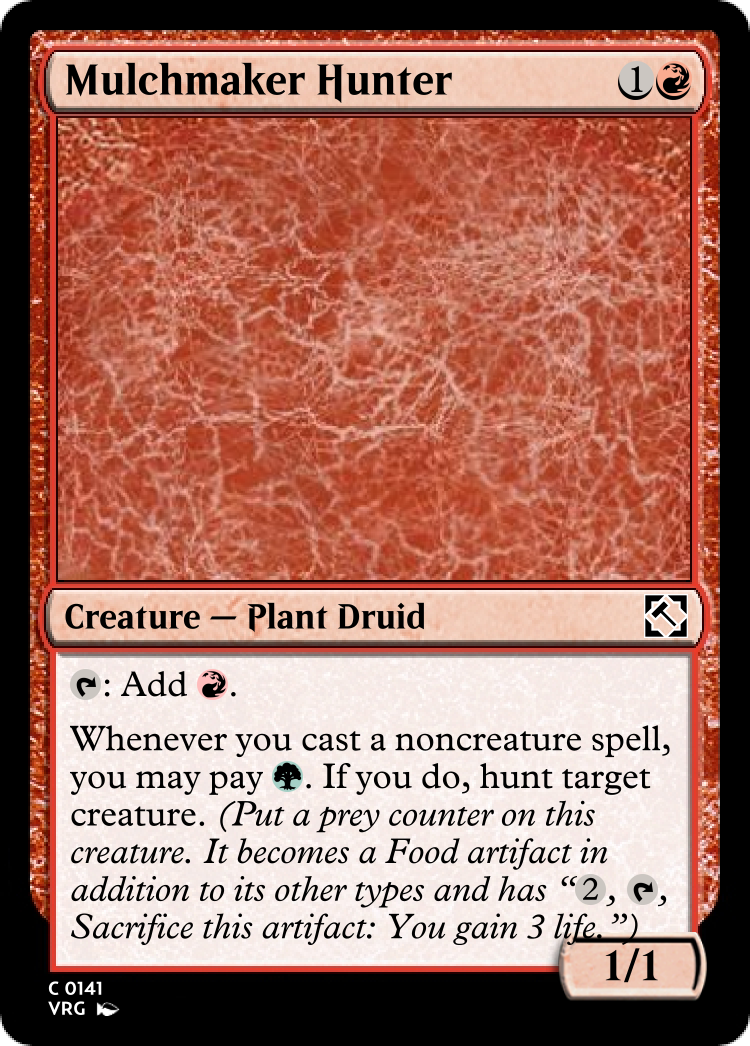 Mulchmaker Hunter 1
Creature — Plant Druid
: Add .
Whenever you cast a noncreature spell,
you may pay . If you do, hunt target
creature. (Put a prey counter on this
creature. It becomes a Food artifact in
addition to its other types and has “2, ,
Sacrifice this artifact: You gain 3 life.”)
1/1
C 0141
VRG